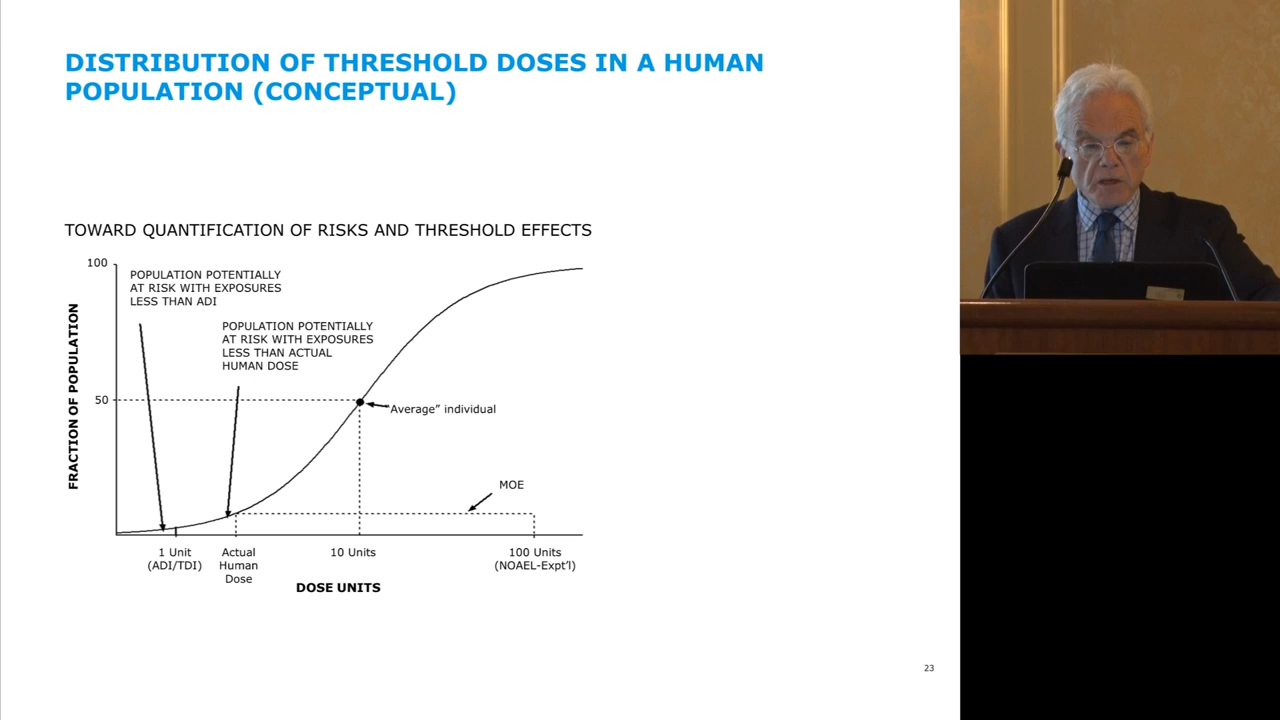 DISTRIBUTION OF THRESHOLD DOSES IN A HUMAN
POPULATION (CONCEPTUAL)
TOWARD QUANTIFICATION OF RISKS AND THRESHOLD EFFECTS
100
POPULATION POTENTIALLY
AT RISK WITH EXPOSURES
LESS THAN ADI
POPULATION POTENTIALLY
AT RISK WITH EXPOSURES
LESS THAN ACTUAL
HUMAN DOSE
FRACTION OF POPULATION
50
“Average” individual
MOE
1 Unit
(ADI/TDI)
Actual
Human
Dose
10 Units
100 Units
(NOAEL-Expt’l)
DOSE UNITS
23